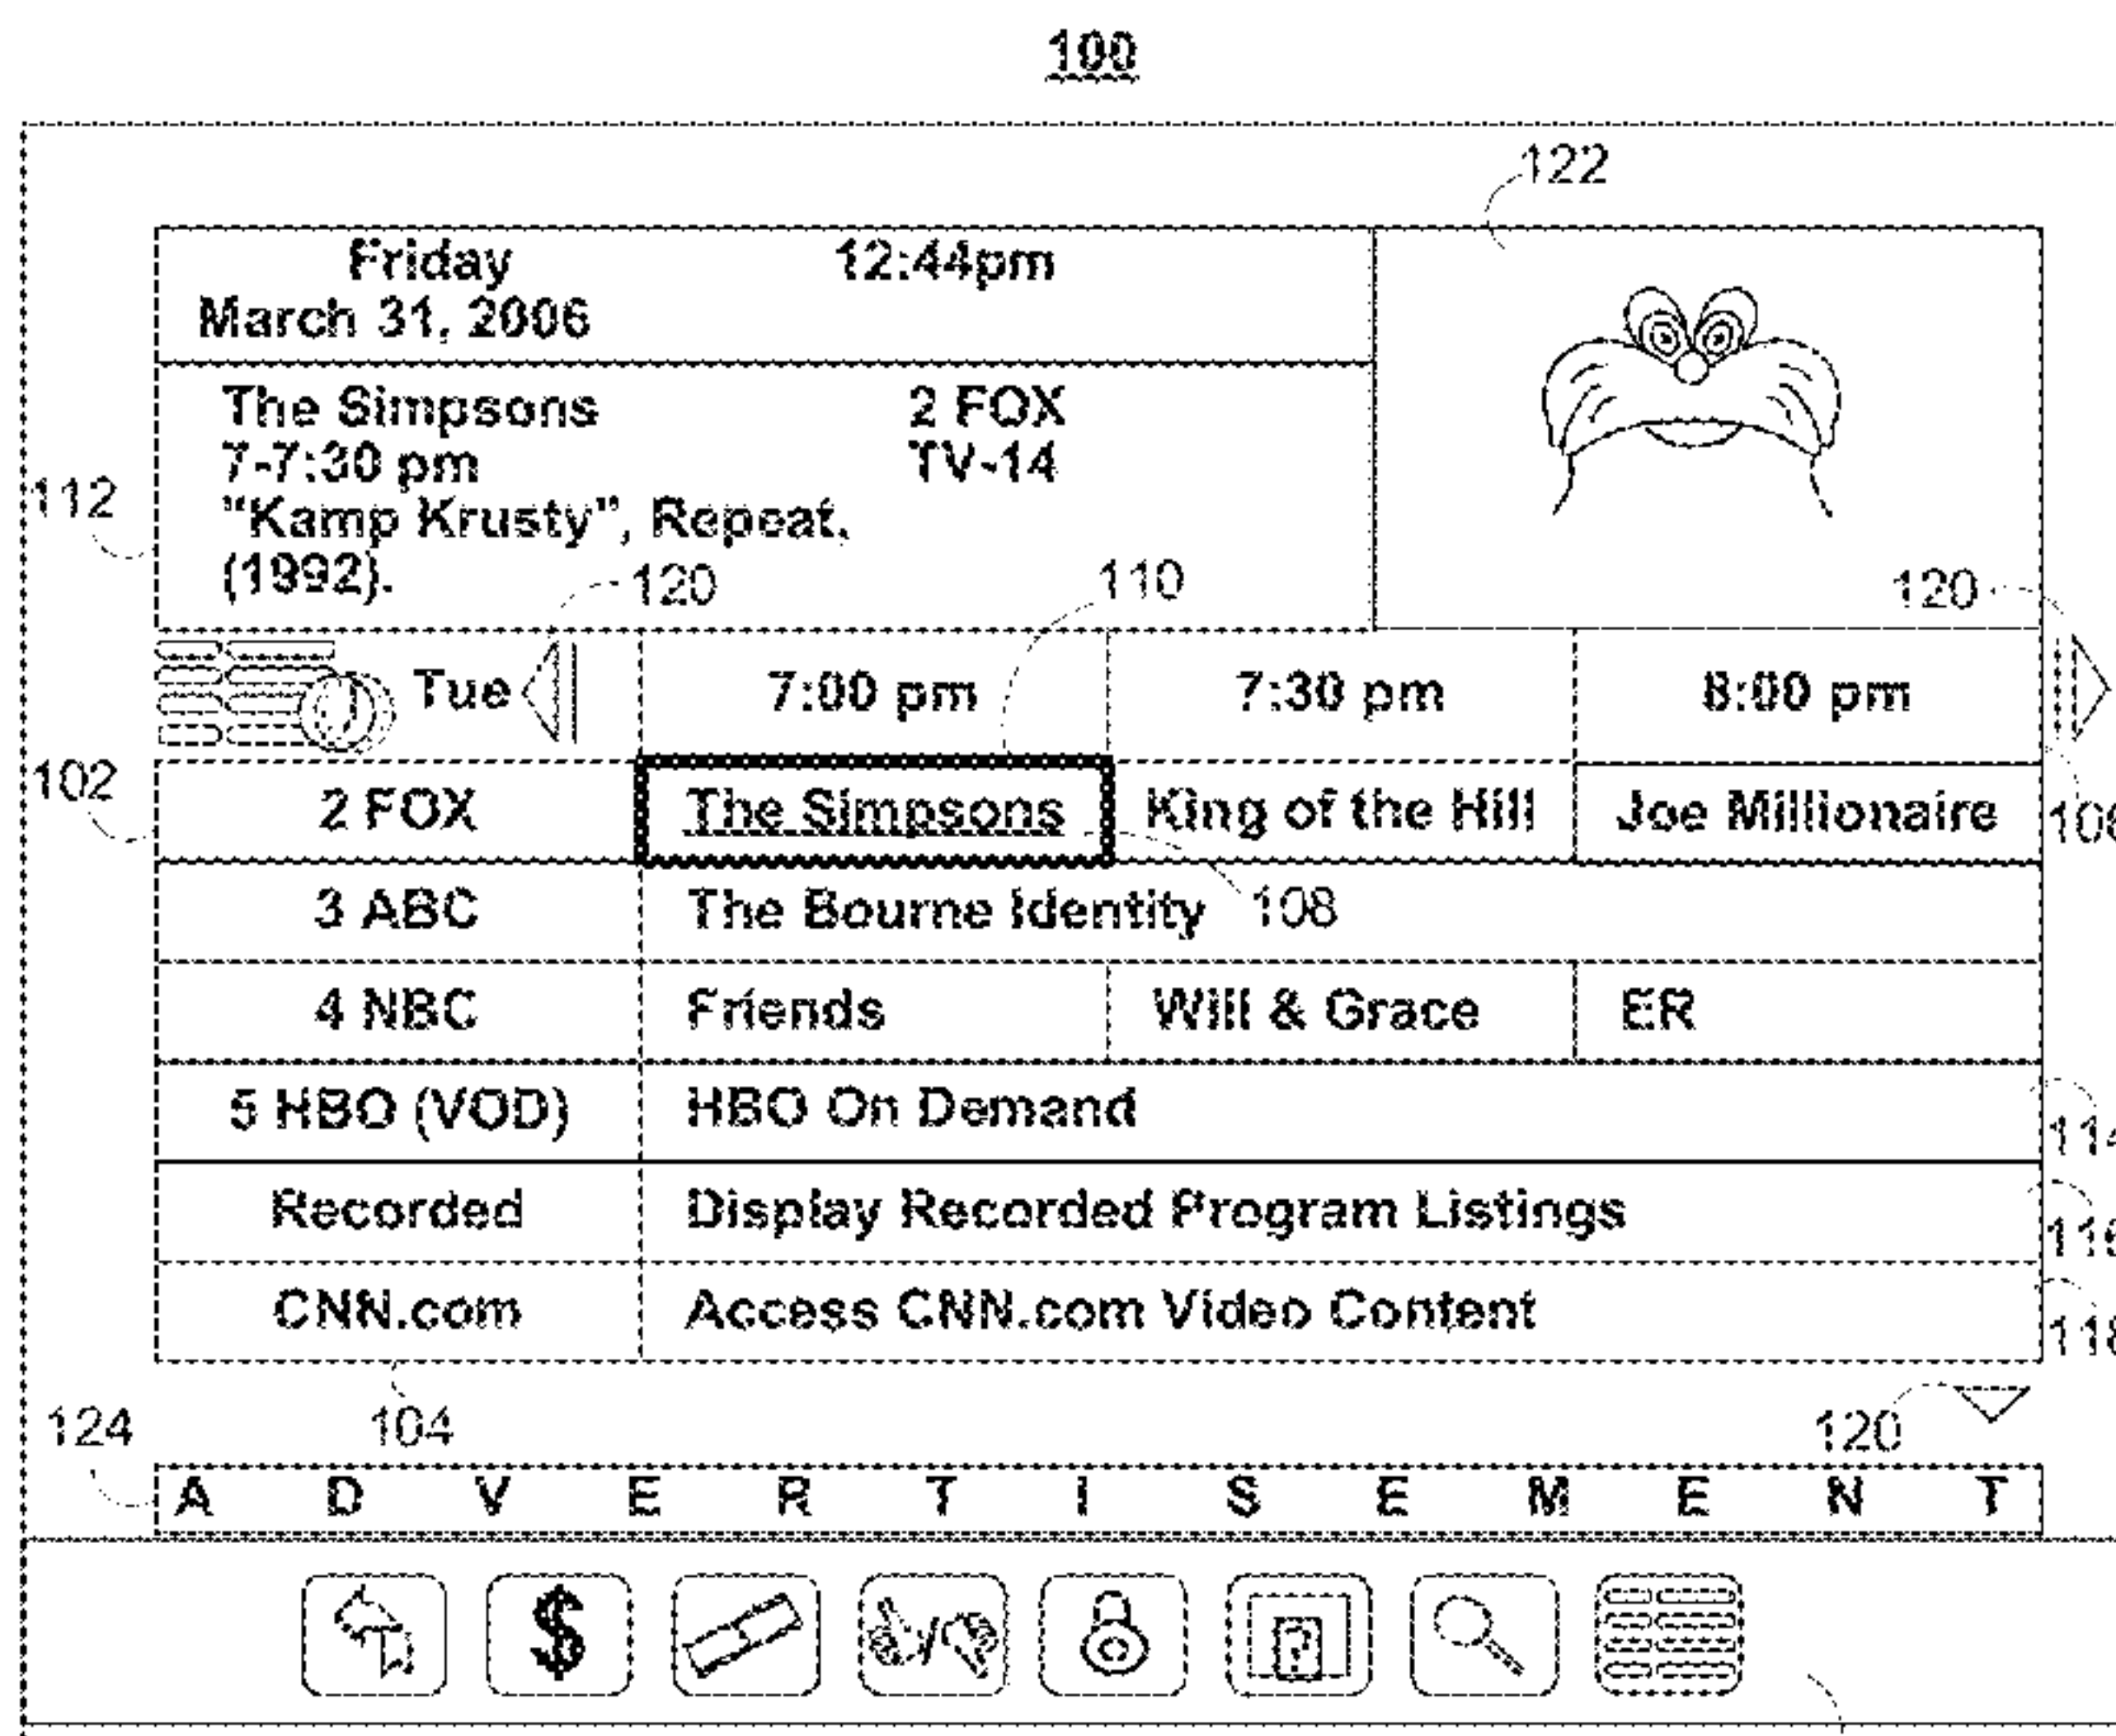 100
122
Friday 12:44pm
March 31, 2006
The Simpsons 2 FOX
7-7:30 pm TV-14
112
"Kamp Krusty", Repeat.
(1992).
120 110 120
Tue 7:00 pm 7:30 pm 8:00 pm
102
2 FOX The Simpsons King of the Hill Joe Millionaire
3 ABC The Bourne Identity 108
4 NBC Friends Will & Grace ER
5 HBO (VOD) HBO On Demand
Recorded Display Recorded Program Listings
CNN.com Access CNN.com Video Content
124 104 120
A D V E R T I S E M E N T
$
?